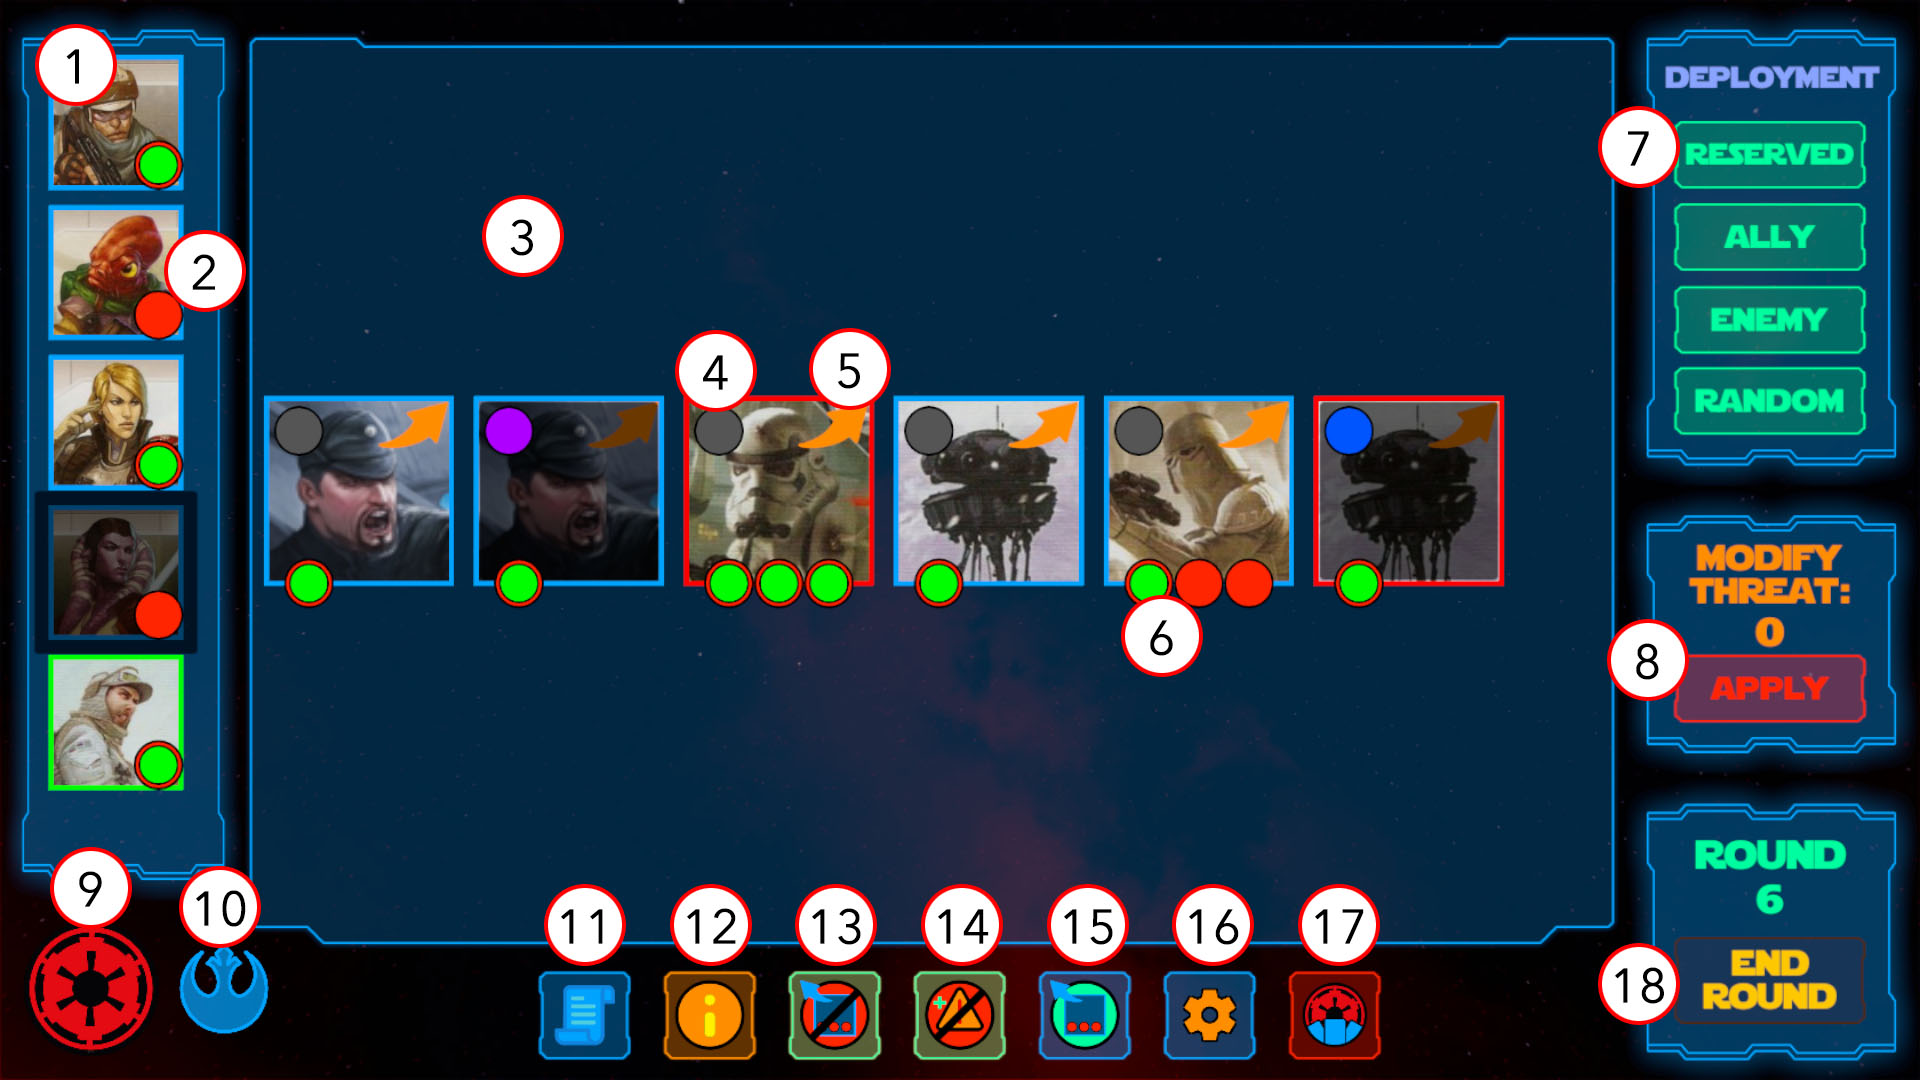 1
2
3
4
5
6
DEPLOYMENT
7
RESERVED
ALLY
ENEMY
RANDOM
MODIFY
THREAT:
0
8
APPLY
ROUND
6
18
END
ROUND
9
10
11
12
13
14
15
16
17